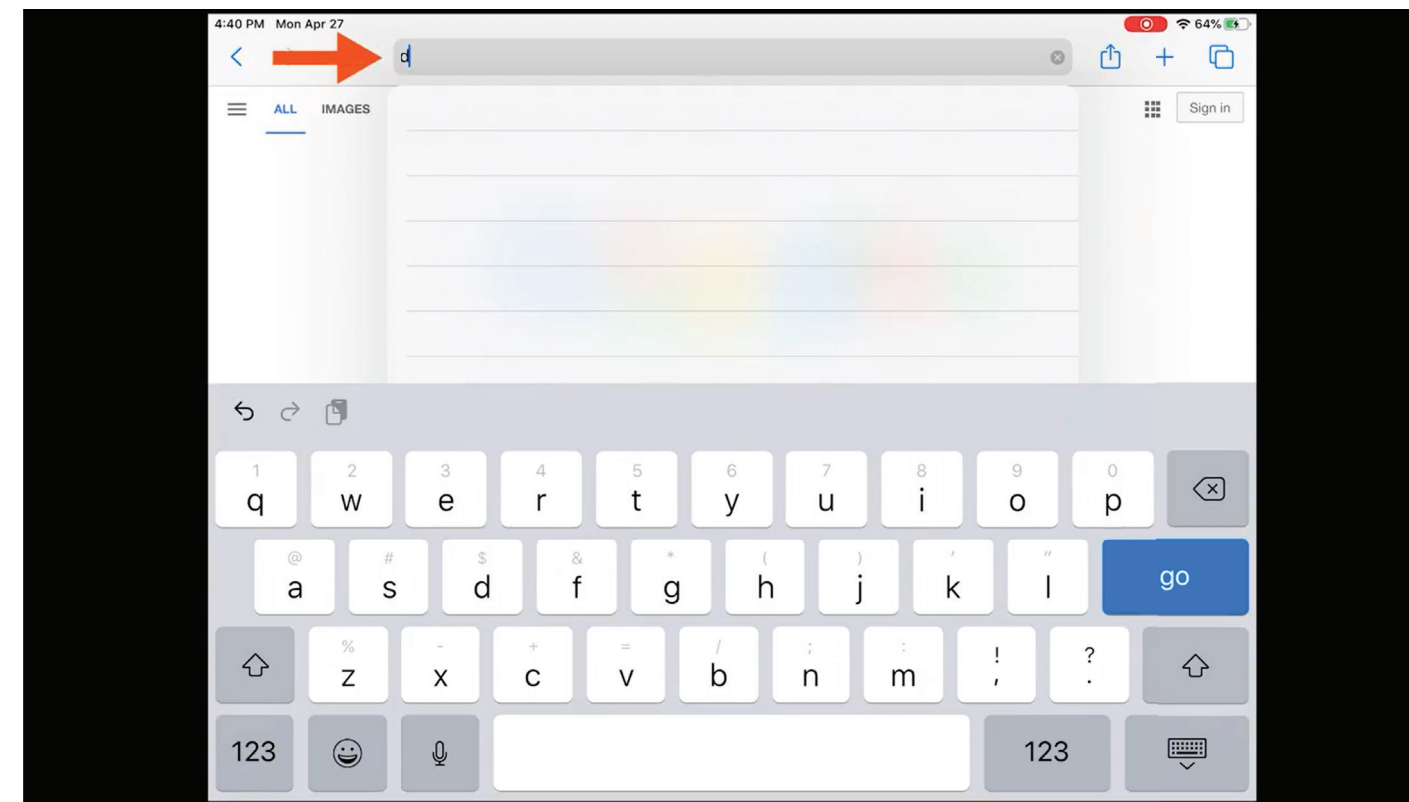 4:40 PM Mon Apr 27 64%
d
ALL IMAGES Sign in
1 2 3 4 5 6 7 8 9 0
q w e r t y u i o p
@ # $ & * ( ) ' "
a s d f g h j k l go
% - + = / ; : ! ?
z x c v b n m , .
123 123